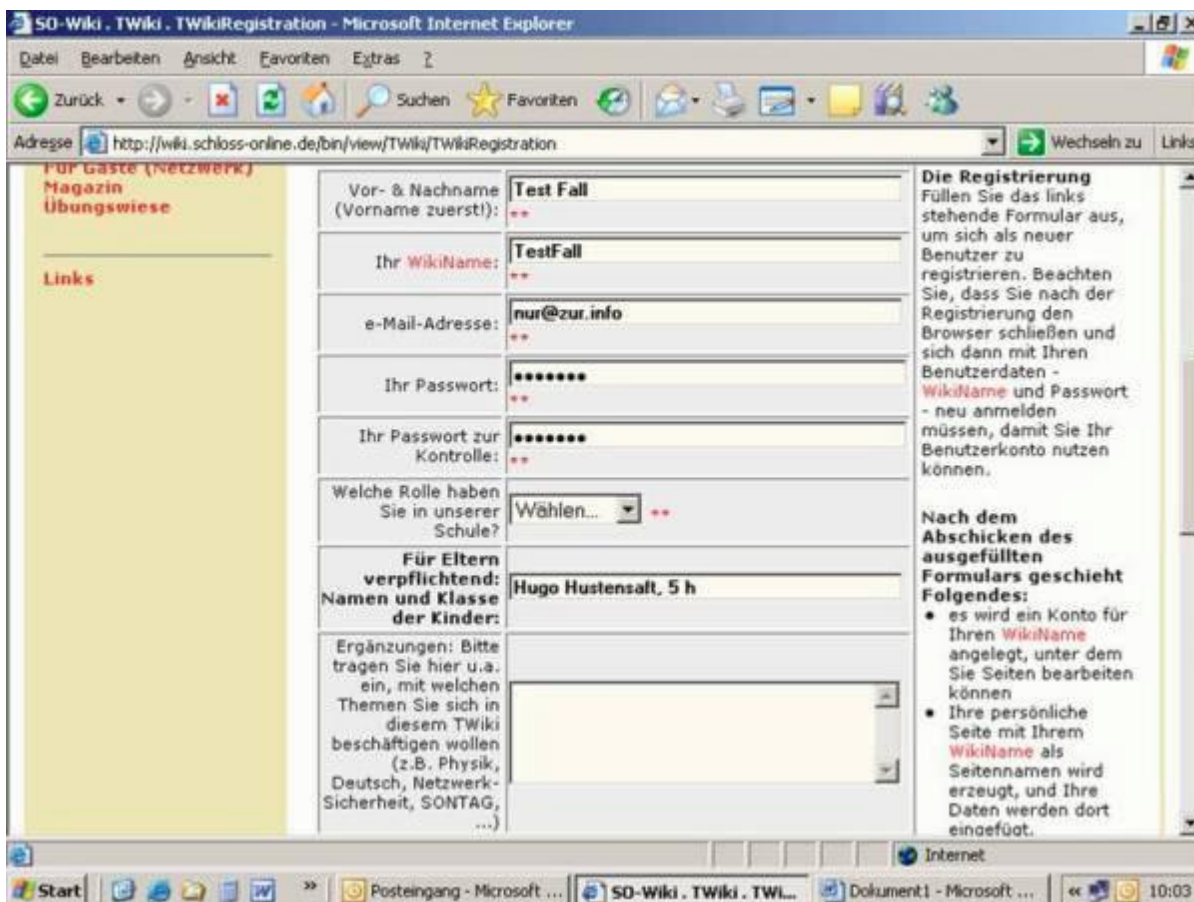 SO-Wiki . TWiki . TWikiRegistration - Microsoft Internet Explorer
Datei Bearbeiten Ansicht Favoriten Extras ?
Zurück Suchen Favoriten
Adresse http://wiki.schloss-online.de/bin/view/TWiki/TWikiRegistration Wechseln zu Links
Für Gäste (Netzwerk)
Magazin
Übungswiese
Links
Vor- & Nachname
(Vorname zuerst!):
Test Fall
**
Ihr WikiName:
TestFall
**
e-Mail-Adresse:
nur@zur.info
**
Ihr Passwort:
•••••••
**
Ihr Passwort zur
Kontrolle:
•••••••
**
Welche Rolle haben
Sie in unserer
Schule?
Wählen... **
Für Eltern
verpflichtend:
Namen und Klasse
der Kinder:
Hugo Hustensaft, 5 h
Ergänzungen: Bitte
tragen Sie hier u.a.
ein, mit welchen
Themen Sie sich in
diesem TWiki
beschäftigen wollen
(z.B. Physik,
Deutsch, Netzwerk-
Sicherheit, SONTAG,
...)
Die Registrierung
Füllen Sie das links
stehende Formular aus,
um sich als neuer
Benutzer zu
registrieren. Beachten
Sie, dass Sie nach der
Registrierung den
Browser schließen und
sich dann mit Ihren
Benutzerdaten -
WikiName und Passwort
- neu anmelden
müssen, damit Sie Ihr
Benutzerkonto nutzen
können.
Nach dem
Abschicken des
ausgefüllten
Formulars geschieht
Folgendes:
• es wird ein Konto für
Ihren WikiName
angelegt, unter dem
Sie Seiten bearbeiten
können
• Ihre persönliche
Seite mit Ihrem
WikiName als
Seitennamen wird
erzeugt, und Ihre
Daten werden dort
eingefügt.
Internet
Start » Posteingang - Microsoft ... SO-Wiki . TWiki . TWi... Dokument1 - Microsoft ... « 10:03